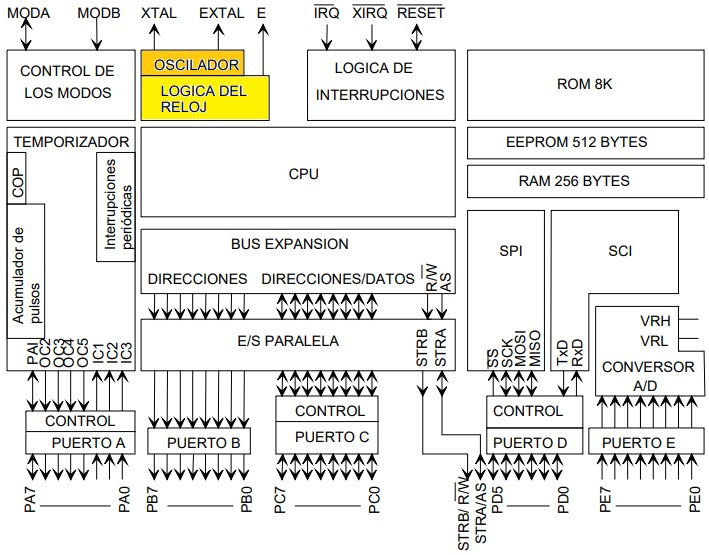 MODA MODB XTAL EXTAL E IRQ XIRQ RESET
CONTROL DE
LOS MODOS
OSCILADOR
LOGICA DEL
RELOJ
LOGICA DE
INTERRUPCIONES
ROM 8K
TEMPORIZADOR
COP
Interrupciones
periódicas
Acumulador de
pulsos
CPU
EEPROM 512 BYTES
RAM 256 BYTES
BUS EXPANSION
DIRECCIONES DIRECCIONES/DATOS R/W AS
SPI
SCI
VRH
VRL
CONVERSOR
A/D
PAI OC2 OC3 OC4 OC5 IC1 IC2 IC3
E/S PARALELA
STRB STRA
SS SCK MOSI MISO
TxD RxD
CONTROL
PUERTO A
PUERTO B
CONTROL
PUERTO C
CONTROL
PUERTO D
PUERTO E
PA7 PA0
PB7 PB0
PC7 PC0
STRB/ R/W
STRA/AS
PD5 PD0
PE7 PE0